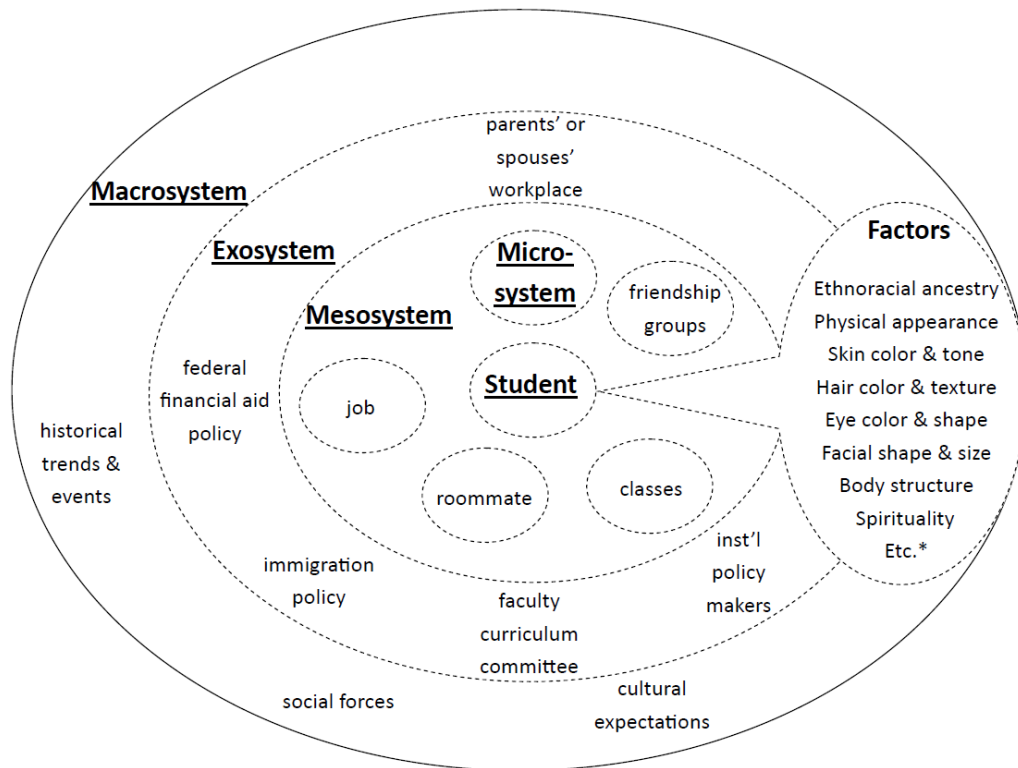 parents’ or
spouses’
workplace
Macrosystem
Exosystem
Mesosystem
Micro-
system
friendship
groups
Student
job
roommate
classes
federal
financial aid
policy
historical
trends &
events
immigration
policy
faculty
curriculum
committee
inst’l
policy
makers
social forces
cultural
expectations
Factors
Ethnoracial ancestry
Physical appearance
Skin color & tone
Hair color & texture
Eye color & shape
Facial shape & size
Body structure
Spirituality
Etc.*